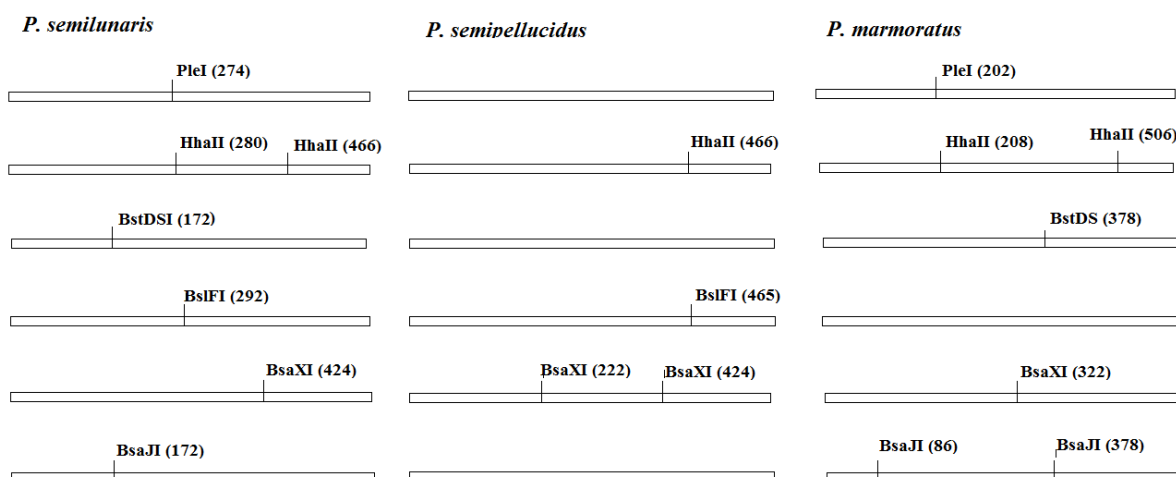 P. semilunaris P. semipellucidus P. marmoratus
PleI (274) PleI (202)
HhaII (280) HhaII (466) HhaII (466) HhaII (208) HhaII (506)
BstDSI (172) BstDS (378)
BslFI (292) BslFI (465)
BsaXI (424) BsaXI (222) BsaXI (424) BsaXI (322)
BsaJI (172) BsaJI (86) BsaJI (378)